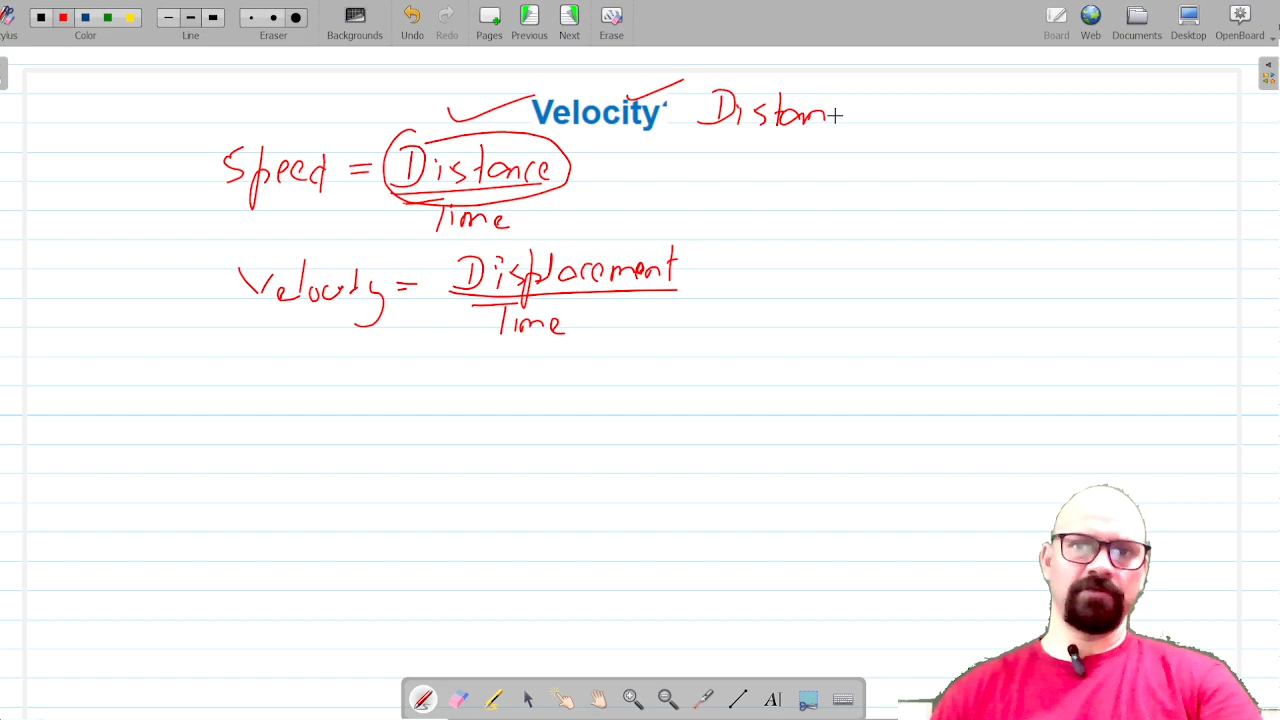 tylus
Color
Line
Eraser
Backgrounds
Undo
Redo
Pages
Previous
Next
Erase
Board
Web
Documents
Desktop
OpenBoard
Velocity Distan
Speed = Distance
Time
Velocity = Displacement
Time
A